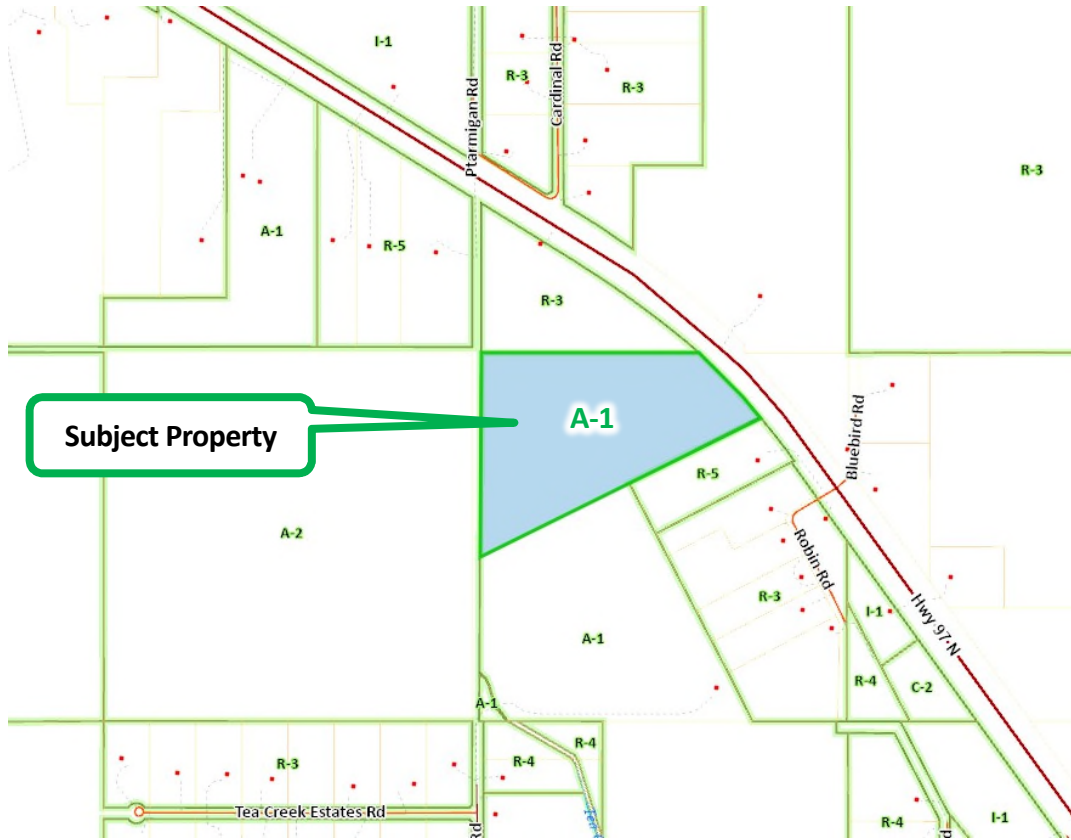 I-1
R-3
Ptarmigan Rd
Cardinal Rd
R-3
R-3
A-1
R-5
R-3
Subject Property
A-1
R-5
Bluebird Rd
A-2
Robin Rd
R-3
I-1
Hwy 97 N
A-1
R-4
C-2
A-1
R-4
R-4
R-3
Tea Creek Estates Rd
Rd
R-4
I-1